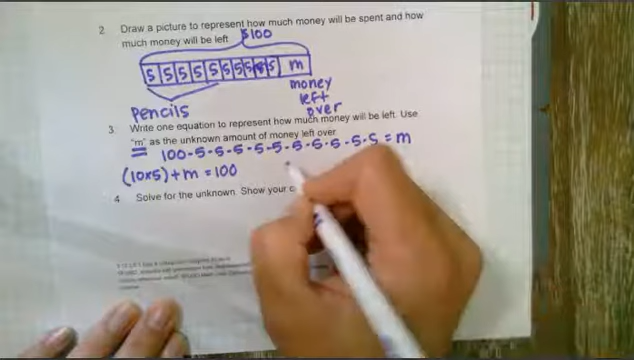 2. Draw a picture to represent how much money will be spent and how
much money will be left
$100
5 5 5 5 5 5 5 5 5 5 m
pencils
money
left
over
3. Write one equation to represent how much money will be left. Use
"m" as the unknown amount of money left over.
100-5-5-5-5-5-5-5-5-5-5=m
(10x5)+m=100
4. Solve for the unknown. Show your